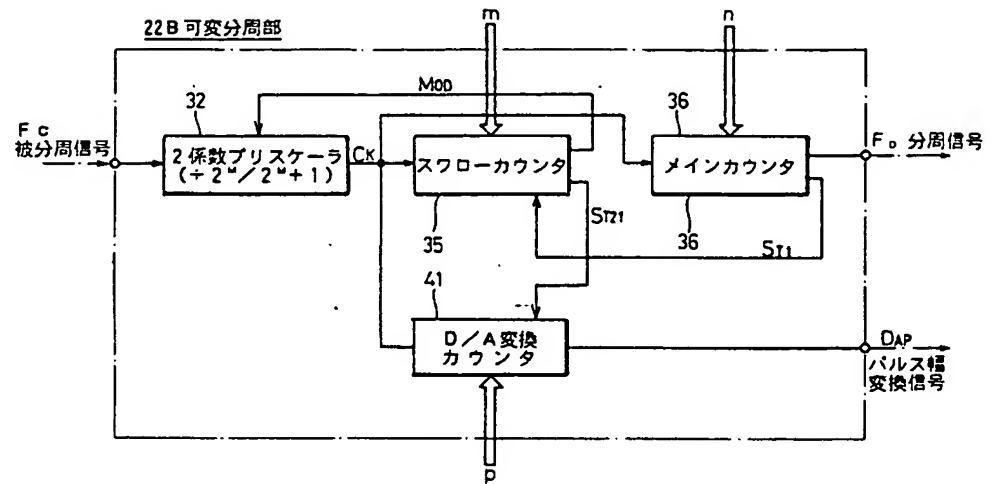 22B 可変分周部
m
n
MOD
32
36
FC
被分周信号
2係数プリスケーラ
(÷2ᴹ/2ᴹ+1)
CK
スワローカウンタ
メインカウンタ
FD 分周信号
35
ST21
36
ST1
41
D/A変換
カウンタ
DAP
パルス幅
変換信号
p